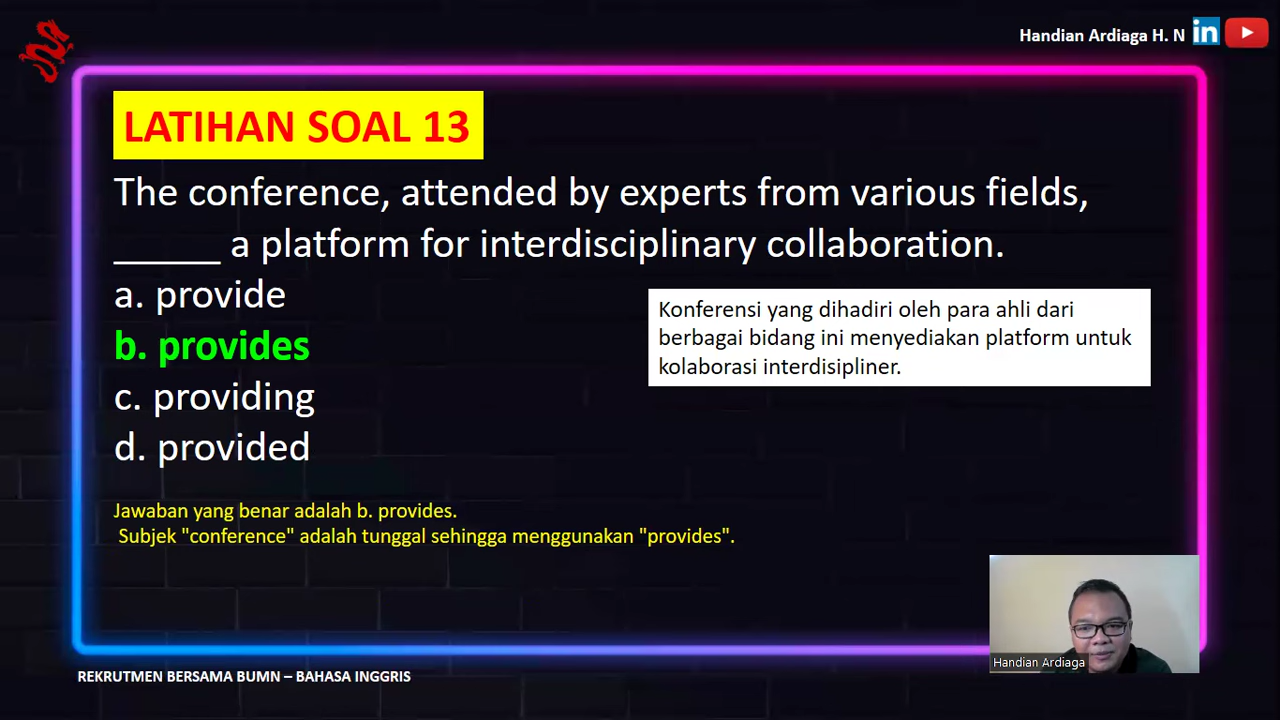 Handian Ardiaga H. N in
LATIHAN SOAL 13
The conference, attended by experts from various fields,
_____ a platform for interdisciplinary collaboration.
a. provide
b. provides
c. providing
d. provided
Konferensi yang dihadiri oleh para ahli dari
berbagai bidang ini menyediakan platform untuk
kolaborasi interdisipliner.
Jawaban yang benar adalah b. provides.
Subjek "conference" adalah tunggal sehingga menggunakan "provides".
Handian Ardiaga
REKRUTMEN BERSAMA BUMN – BAHASA INGGRIS